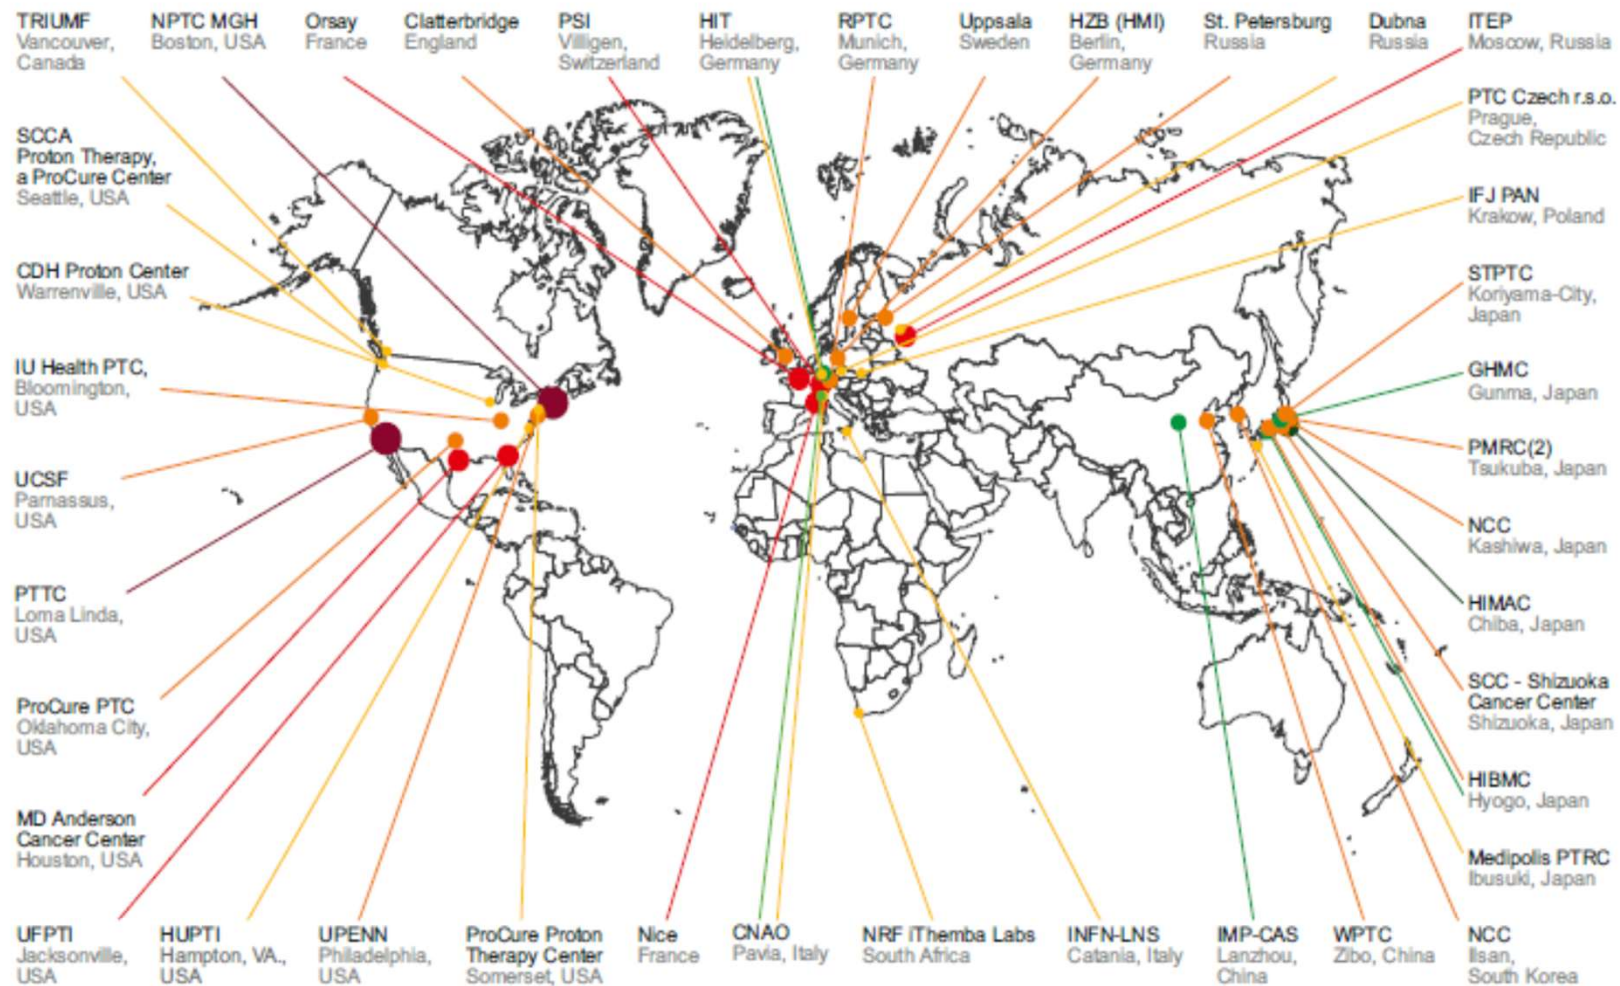 TRIUMF
Vancouver,
Canada
NPTC MGH
Boston, USA
Orsay
France
Clatterbridge
England
PSI
Villigen,
Switzerland
HIT
Heidelberg,
Germany
RPTC
Munich,
Germany
Uppsala
Sweden
HZB (HMI)
Berlin,
Germany
St. Petersburg
Russia
Dubna
Russia
ITEP
Moscow, Russia
SCCA
Proton Therapy,
a ProCure Center
Seattle, USA
CDH Proton Center
Warrenvillle, USA
IU Health PTC,
Bloomington,
USA
UCSF
Parnassus,
USA
PTTC
Loma Linda,
USA
ProCure PTC
Oklahoma City,
USA
MD Anderson
Cancer Center
Houston, USA
PTC Czech r.s.o.
Prague,
Czech Republic
IFJ PAN
Krakow, Poland
STPTC
Koriyama-City,
Japan
GHMC
Gunma, Japan
PMRC(2)
Tsukuba, Japan
NCC
Kashiwa, Japan
HIMAC
Chiba, Japan
SCC - Shizuoka
Cancer Center
Shizuoka, Japan
HIBMC
Hyogo, Japan
Medipolis PTRC
Ibusuki, Japan
UFPTI
Jacksonville,
USA
HUPTI
Hampton, VA.,
USA
UPENN
Philadelphia,
USA
ProCure Proton
Therapy Center
Somerset, USA
Nice
France
CNAO
Pavia, Italy
NRF iThemba Labs
South Africa
INFN-LNS
Catania, Italy
IMP-CAS
Lanzhou,
China
WPTC
Zibo, China
NCC
Ilsan,
South Korea